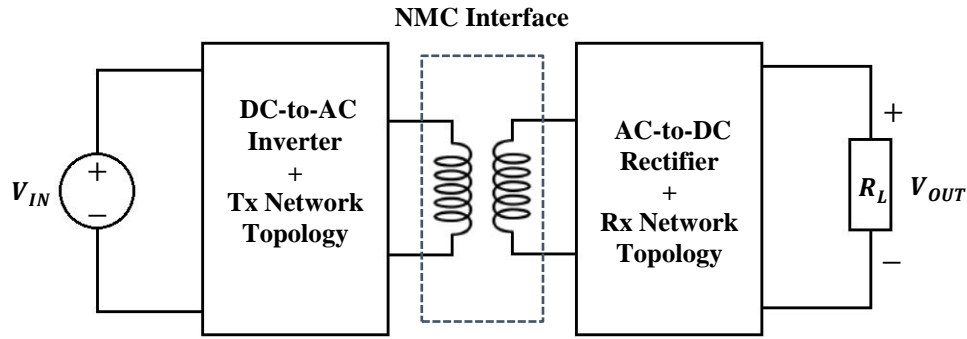 NMC Interface
DC-to-AC
Inverter
+
Tx Network
Topology
AC-to-DC
Rectifier
+
Rx Network
Topology
V_IN
+
−
R_L
+
V_OUT
−